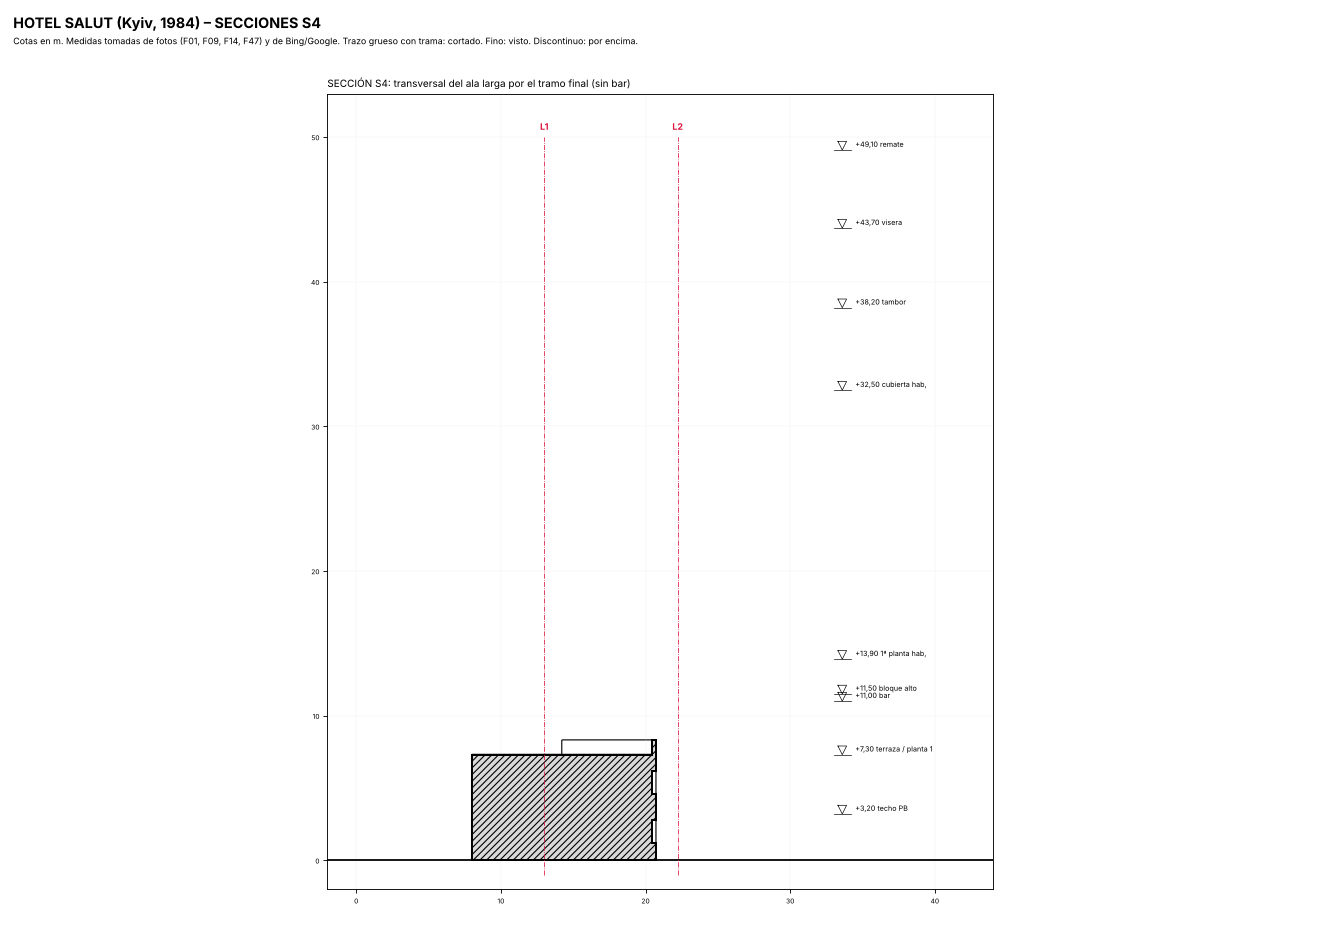 HOTEL SALUT (Kyiv, 1984) – SECCIONES S4
Cotas en m. Medidas tomadas de fotos (F01, F09, F14, F47) y de Bing/Google. Trazo grueso con trama: cortado. Fino: visto. Discontinuo: por encima.
SECCIÓN S4: transversal del ala larga por el tramo final (sin bar)
L1
L2
50
+49,10 remate
+43,70 visera
40
+38,20 tambor
+32,50 cubierta hab,
30
20
+13,90 1ª planta hab,
+11,50 bloque alto
+11,00 bar
10
+7,30 terraza / planta 1
+3,20 techo PB
0
0
10
20
30
40